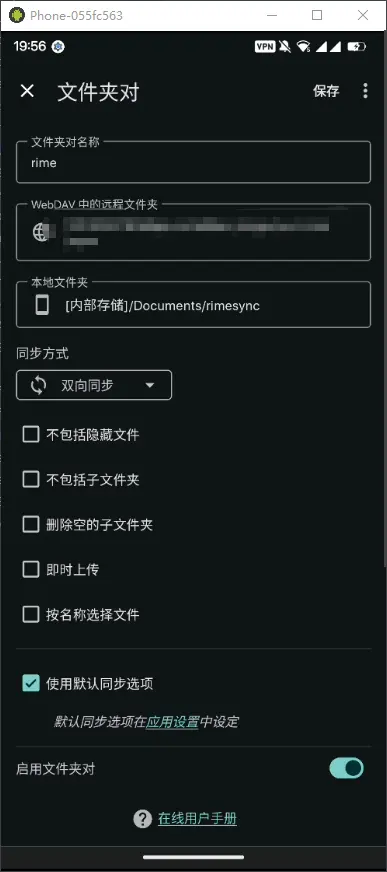 Phone-055fc563
19:56
VPN
文件夹对
保存
文件夹对名称
rime
WebDAV 中的远程文件夹
本地文件夹
[内部存储]/Documents/rimesync
同步方式
双向同步
不包括隐藏文件
不包括子文件夹
删除空的子文件夹
即时上传
按名称选择文件
使用默认同步选项
默认同步选项在应用设置中设定
启用文件夹对
在线用户手册